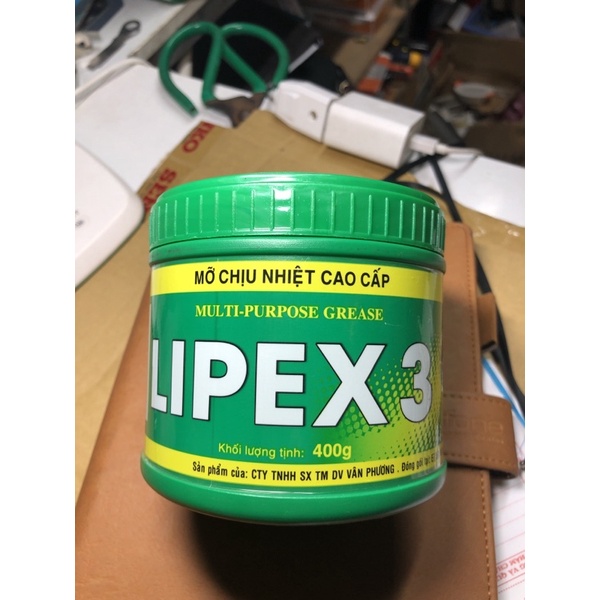 MỠ CHỊU NHIỆT CAO CẤP
MULTI-PURPOSE GREASE
LIPEX 3
Khối lượng tịnh: 400g
Sản phẩm của: CTY TNHH SX TM DV VÂN PHƯƠNG . Đóng gói tại: